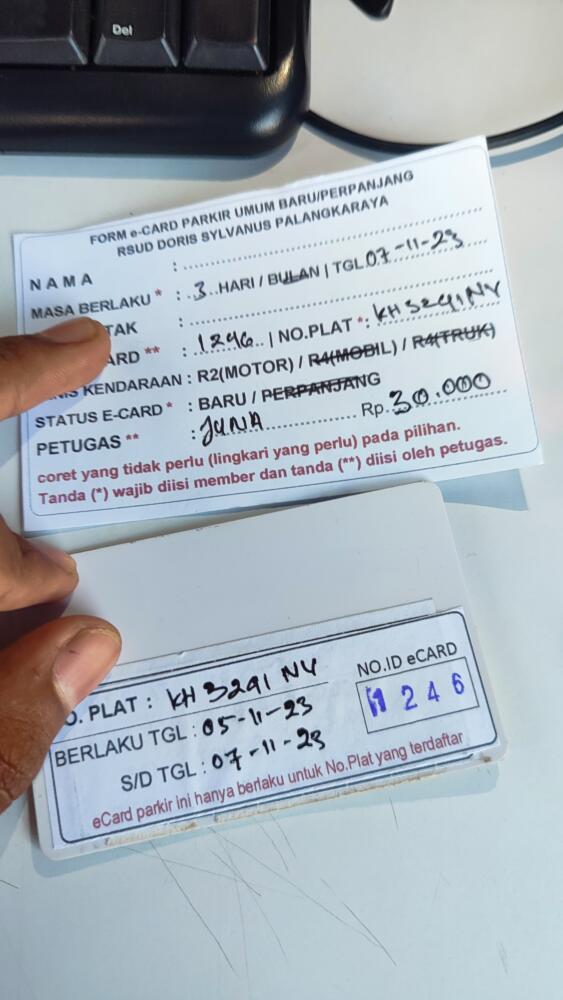 Del
FORM e-CARD PARKIR UMUM BARU/PERPANJANG
RSUD DORIS SYLVANUS PALANGKARAYA
NAMA :
MASA BERLAKU * : 3 HARI / BULAN | TGL 07-11-23
TAK :
ARD ** : 1246 | NO.PLAT * : KH 3291 NY
NIS KENDARAAN : R2(MOTOR) / R4(MOBIL) / R4(TRUK)
STATUS E-CARD * : BARU / PERPANJANG
PETUGAS ** : JUNA Rp. 30.000
coret yang tidak perlu (lingkari yang perlu) pada pilihan.
Tanda (*) wajib diisi member dan tanda (**) diisi oleh petugas.
O. PLAT : KH 3291 NY
NO.ID eCARD
1246
BERLAKU TGL : 05-11-23
S/D TGL : 07-11-23
eCard parkir ini hanya berlaku untuk No.Plat yang terdaftar